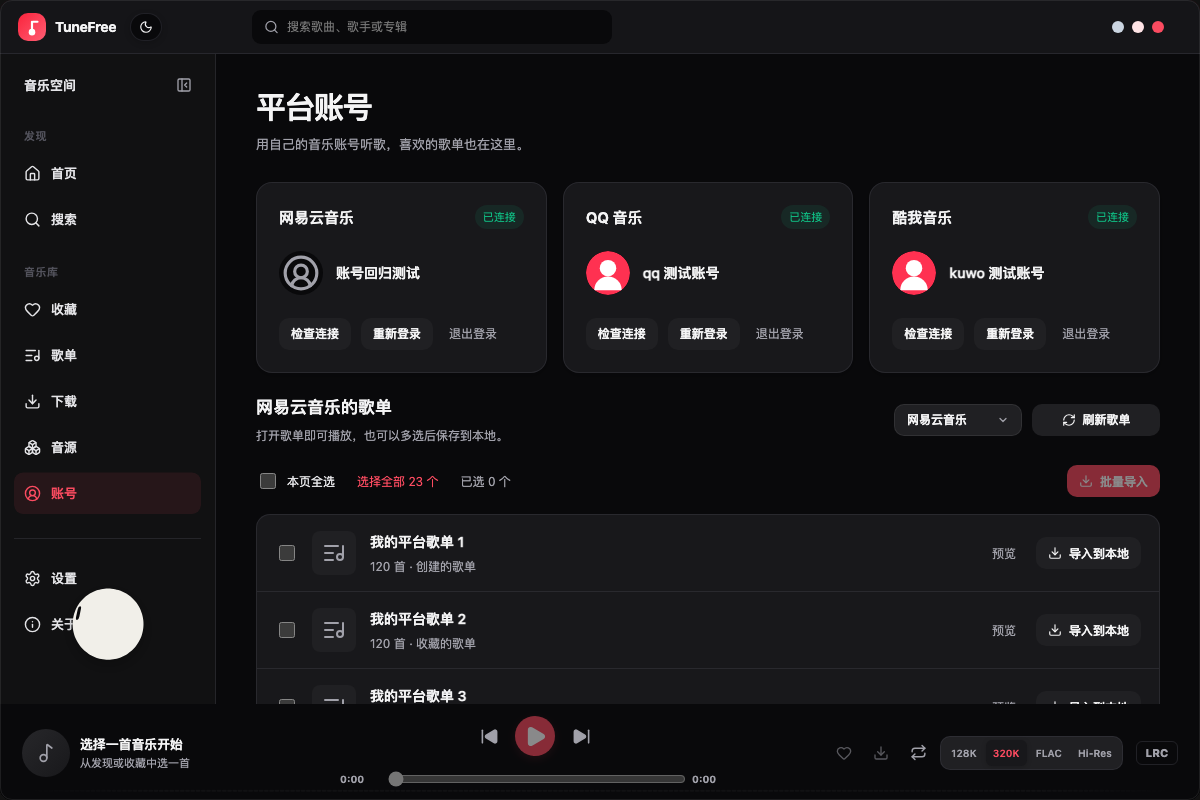 TuneFree
搜索歌曲、歌手或专辑
音乐空间
发现
首页
搜索
音乐库
收藏
歌单
下载
音源
账号
设置
关于
平台账号
用自己的音乐账号听歌，喜欢的歌单也在这里。
网易云音乐 已连接
账号回归测试
检查连接 重新登录 退出登录
QQ 音乐 已连接
qq 测试账号
检查连接 重新登录 退出登录
酷我音乐 已连接
kuwo 测试账号
检查连接 重新登录 退出登录
网易云音乐的歌单
打开歌单即可播放，也可以多选后保存到本地。
网易云音乐 刷新歌单
本页全选 选择全部 23 个 已选 0 个 批量导入
我的平台歌单 1
120 首 · 创建的歌单
预览 导入到本地
我的平台歌单 2
120 首 · 收藏的歌单
预览 导入到本地
我的平台歌单 3
选择一首音乐开始
从发现或收藏中选一首
0:00 0:00
128K 320K FLAC Hi-Res LRC